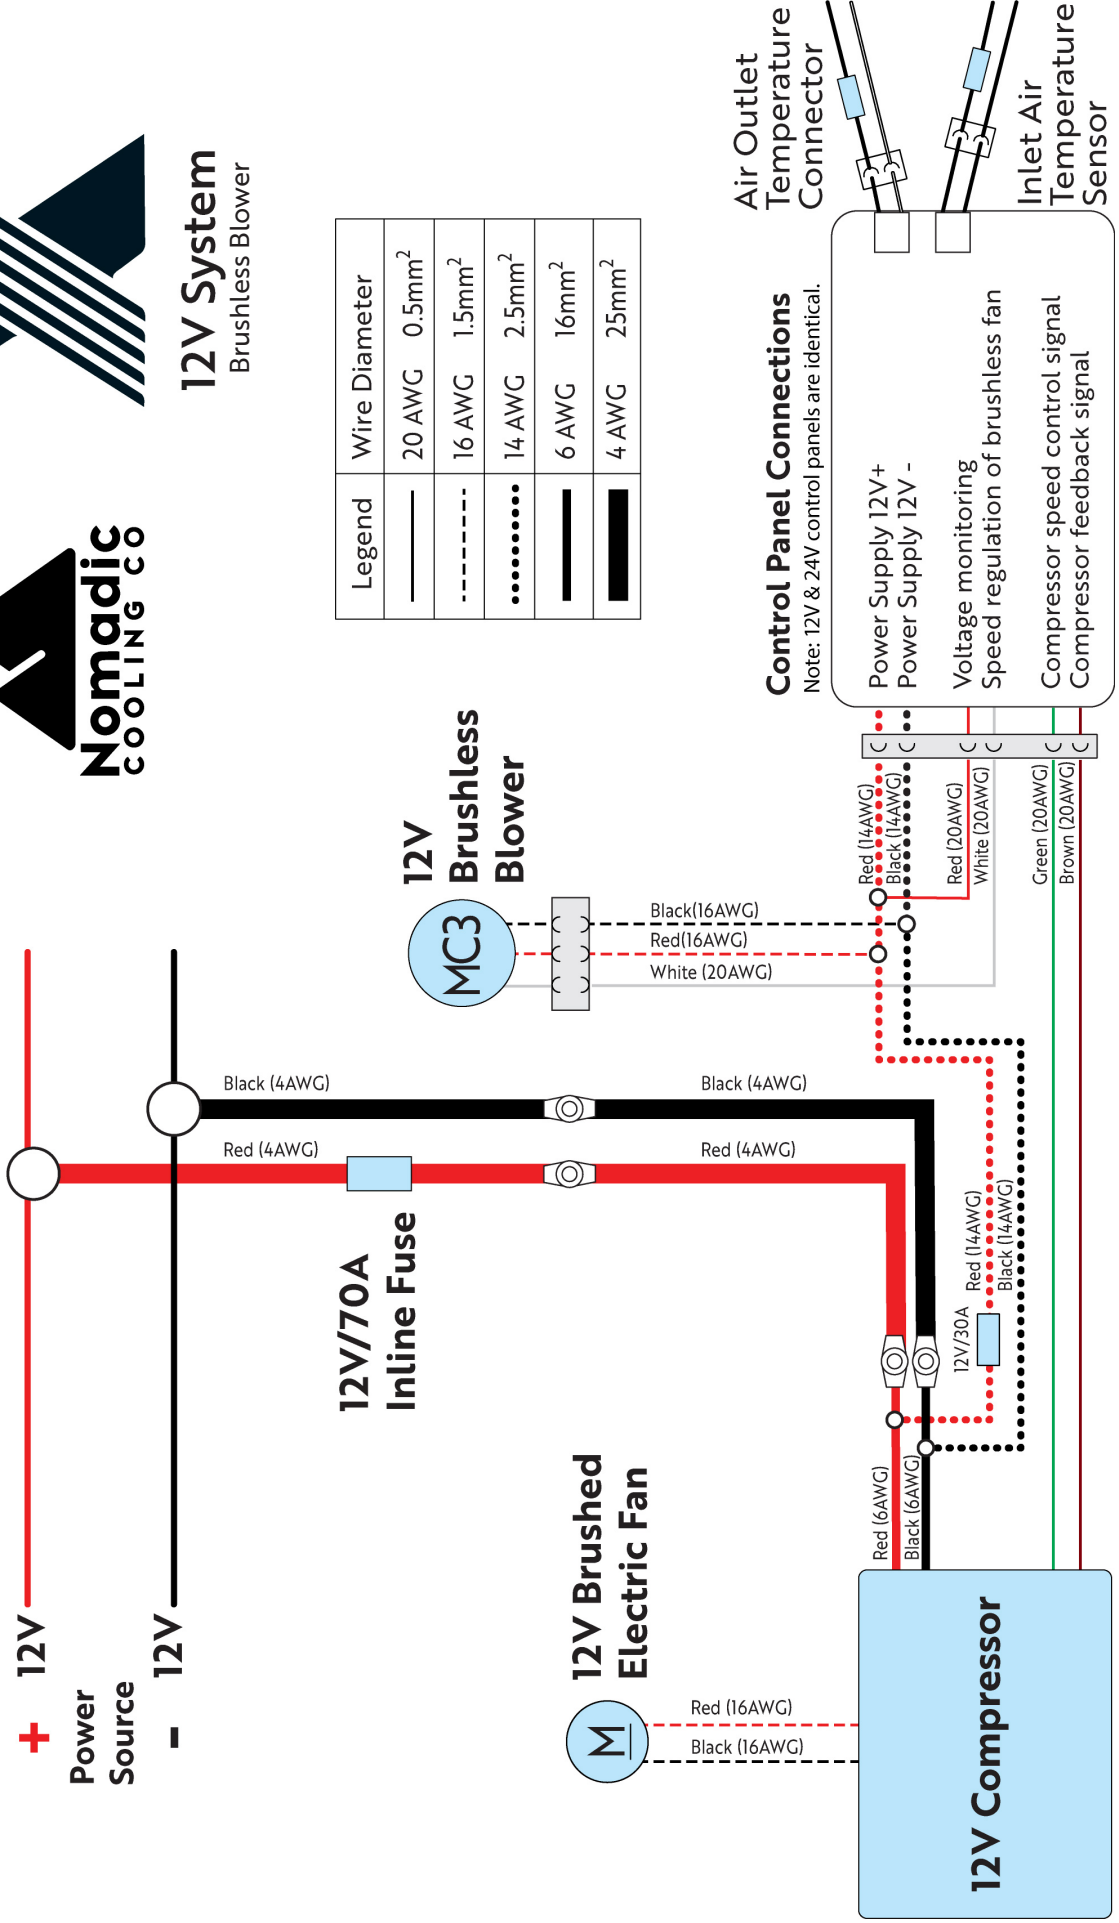 Nomadic
COOLING CO
12V System
Brushless Blower
+ 12V
Power
Source
- 12V
Legend Wire Diameter
20 AWG 0.5mm²
16 AWG 1.5mm²
14 AWG 2.5mm²
6 AWG 16mm²
4 AWG 25mm²
Black (4AWG)
Black (4AWG)
Red (4AWG)
Red (4AWG)
12V/70A
Inline Fuse
12V
Brushless
Blower
MC3
Black(16AWG)
Red(16AWG)
White (20AWG)
12V Brushed
Electric Fan
M
Red (16AWG)
Black (16AWG)
12V Compressor
Red (6AWG)
Black (6AWG)
12V/30A
Red (14AWG)
Black (14AWG)
Red (14AWG)
Black (14AWG)
Red (20AWG)
White (20AWG)
Green (20AWG)
Brown (20AWG)
Control Panel Connections
Note: 12V & 24V control panels are identical.
Power Supply 12V+
Power Supply 12V -
Voltage monitoring
Speed regulation of brushless fan
Compressor speed control signal
Compressor feedback signal
Air Outlet
Temperature
Connector
Inlet Air
Temperature
Sensor